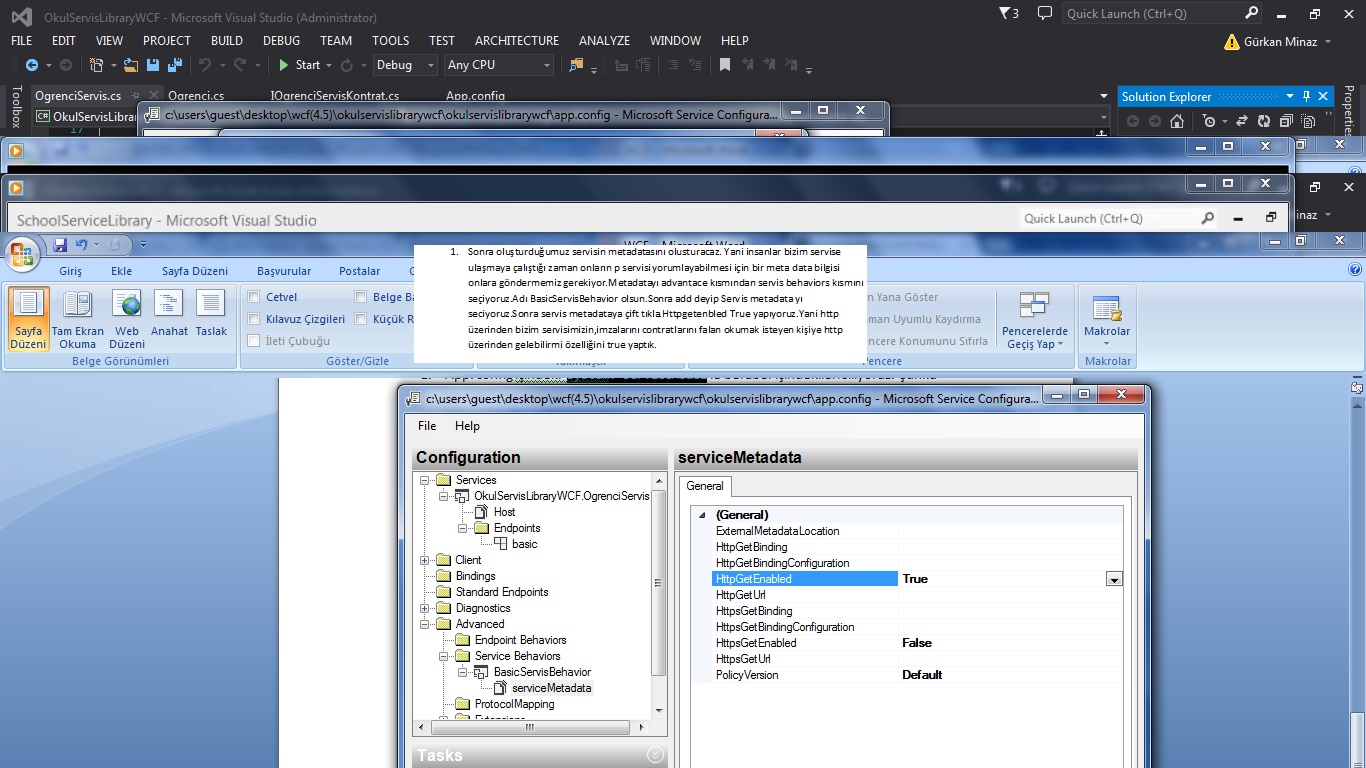 OkulServisLibraryWCF - Microsoft Visual Studio (Administrator)
3
Quick Launch (Ctrl+Q)
FILE EDIT VIEW PROJECT BUILD DEBUG TEAM TOOLS TEST ARCHITECTURE ANALYZE WINDOW HELP
Gürkan Minaz
Start Debug Any CPU
Toolbox
OgrenciServis.cs Ogrenci.cs IOgrenciServisKontrat.cs App.config
Solution Explorer
Properties
OkulServisLibrar
c:\users\guest\desktop\wcf(4.5)\okulservislibrarywcf\okulservislibrarywcf\app.config - Microsoft Service Configura...
17
SchoolServiceLibrary - Microsoft Visual Studio
Quick Launch (Ctrl+Q)
inaz
WCF - Microsoft Word
Giriş Ekle Sayfa Düzeni Başvurular Postalar
Sayfa Düzeni
Tam Ekran Okuma
Web Düzeni
Anahat
Taslak
Belge Görünümleri
Cetvel
Kılavuz Çizgileri
İleti Çubuğu
Belge Ba
Küçük R
Göster/Gizle
1. Sonra oluşturduğumuz servisin metadatasını olusturacaz. Yani insanlar bizim servise
ulaşmaya çalıştığı zaman onların p servisi yorumlayabilmesi için bir meta data bilgisi
onlara göndermemiz gerekiyor.Metadatayı advantace kısmından servis behaviors kısmını
seçiyoruz.Adı BasicServisBehavior olsun.Sonra add deyip Servis metadata yı
seciyoruz.Sonra servis metadataya çift tıkla.Httpgetenbled True yapıyoruz.Yani http
üzerinden bizim servisimizin,imzalarını contratlarını falan okumak isteyen kişiye http
üzerinden gelebilirmi özelliğini true yaptık.
an Yana Göster
man Uyumlu Kaydırma
ncere Konumunu Sıfırla
Pencerelerde Geçiş Yap
encere
Makrolar
Makrolar
c:\users\guest\desktop\wcf(4.5)\okulservislibrarywcf\okulservislibrarywcf\app.config - Microsoft Service Configura...
File Help
Configuration
Services
OkulServisLibraryWCF.OgrenciServis
Host
Endpoints
basic
Client
Bindings
Standard Endpoints
Diagnostics
Advanced
Endpoint Behaviors
Service Behaviors
BasicServisBehavior
serviceMetadata
ProtocolMapping
Extensions
Tasks
serviceMetadata
General
(General)
ExternalMetadataLocation
HttpGetBinding
HttpGetBindingConfiguration
HttpGetEnabled True
HttpGetUrl
HttpsGetBinding
HttpsGetBindingConfiguration
HttpsGetEnabled False
HttpsGetUrl
PolicyVersion Default